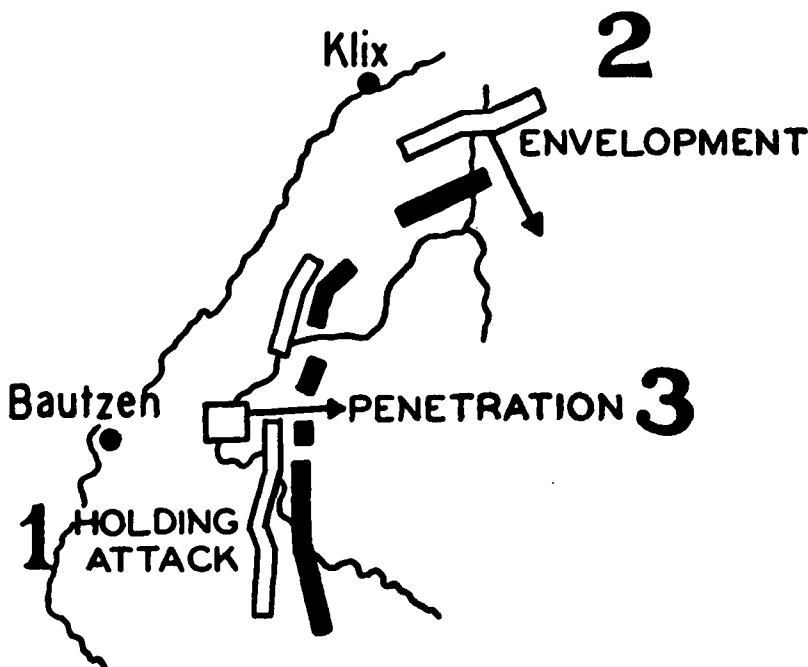 Klix
2
ENVELOPMENT
Bautzen
PENETRATION 3
1 HOLDING
ATTACK